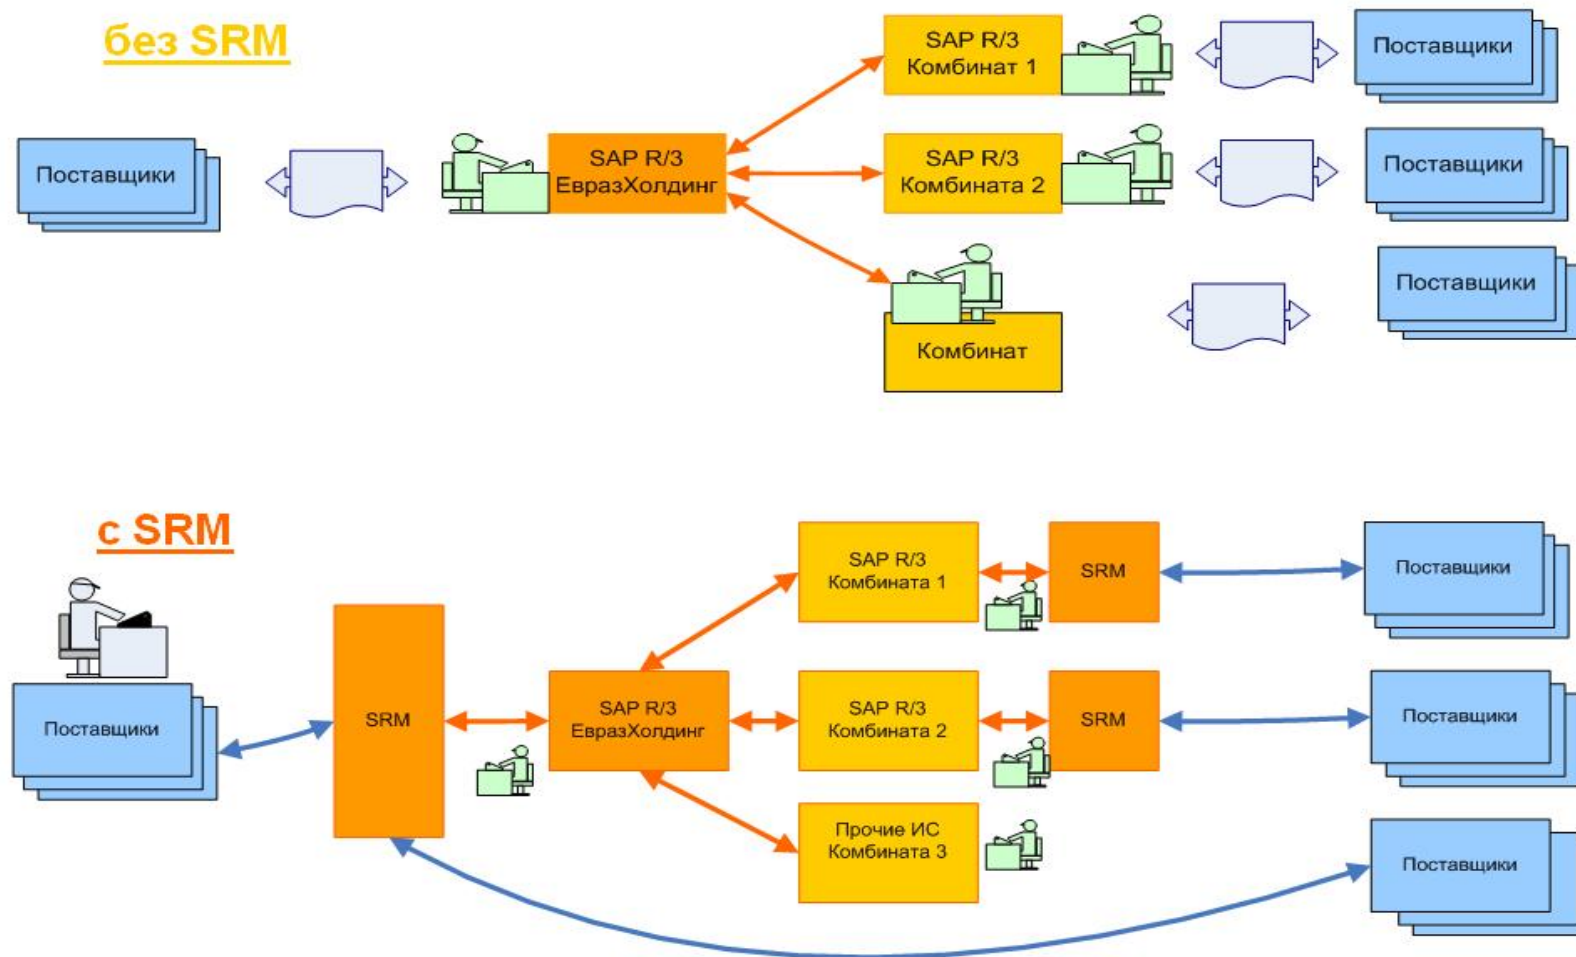 без SRM
SAP R/3
Комбинат 1
Поставщики
Поставщики
SAP R/3
ЕвразХолдинг
SAP R/3
Комбината 2
Поставщики
Поставщики
Комбинат
с SRM
SAP R/3
Комбината 1
SRM
Поставщики
Поставщики
SRM
SAP R/3
ЕвразХолдинг
SAP R/3
Комбината 2
SRM
Поставщики
Прочие ИС
Комбината 3
Поставщики